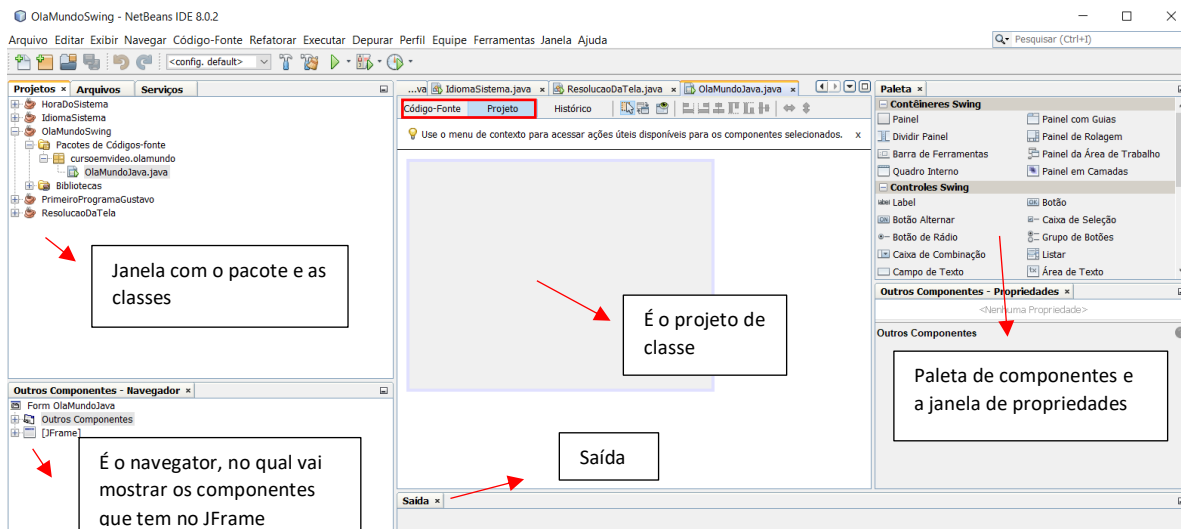 OlaMundoSwing - NetBeans IDE 8.0.2
Arquivo Editar Exibir Navegar Código-Fonte Refatorar Executar Depurar Perfil Equipe Ferramentas Janela Ajuda
Pesquisar (Ctrl+I)
<config. default>
Projetos × Arquivos Serviços
HoraDoSistema
IdiomaSistema
OlaMundoSwing
Pacotes de Códigos-fonte
cursoemvideo.olamundo
OlaMundoJava.java
Bibliotecas
PrimeiroProgramaGustavo
ResolucaoDaTela
Janela com o pacote e as
classes
Outros Componentes - Navegador ×
Form OlaMundoJava
Outros Componentes
[JFrame]
É o navegator, no qual vai
mostrar os componentes
que tem no JFrame
...va IdiomaSistema.java × ResolucaoDaTela.java × OlaMundoJava.java ×
Código-Fonte Projeto Histórico
Use o menu de contexto para acessar ações úteis disponíveis para os componentes selecionados. x
É o projeto de
classe
Saída
Saída ×
Paleta ×
Contêineres Swing
Painel Painel com Guias
Dividir Painel Painel de Rolagem
Barra de Ferramentas Painel da Área de Trabalho
Quadro Interno Painel em Camadas
Controles Swing
label Label OK Botão
ON Botão Alternar Caixa de Seleção
Botão de Rádio Grupo de Botões
Caixa de Combinação Listar
Campo de Texto Área de Texto
Outros Componentes - Propriedades ×
<Nenhuma Propriedade>
Outros Componentes
Paleta de componentes e
a janela de propriedades